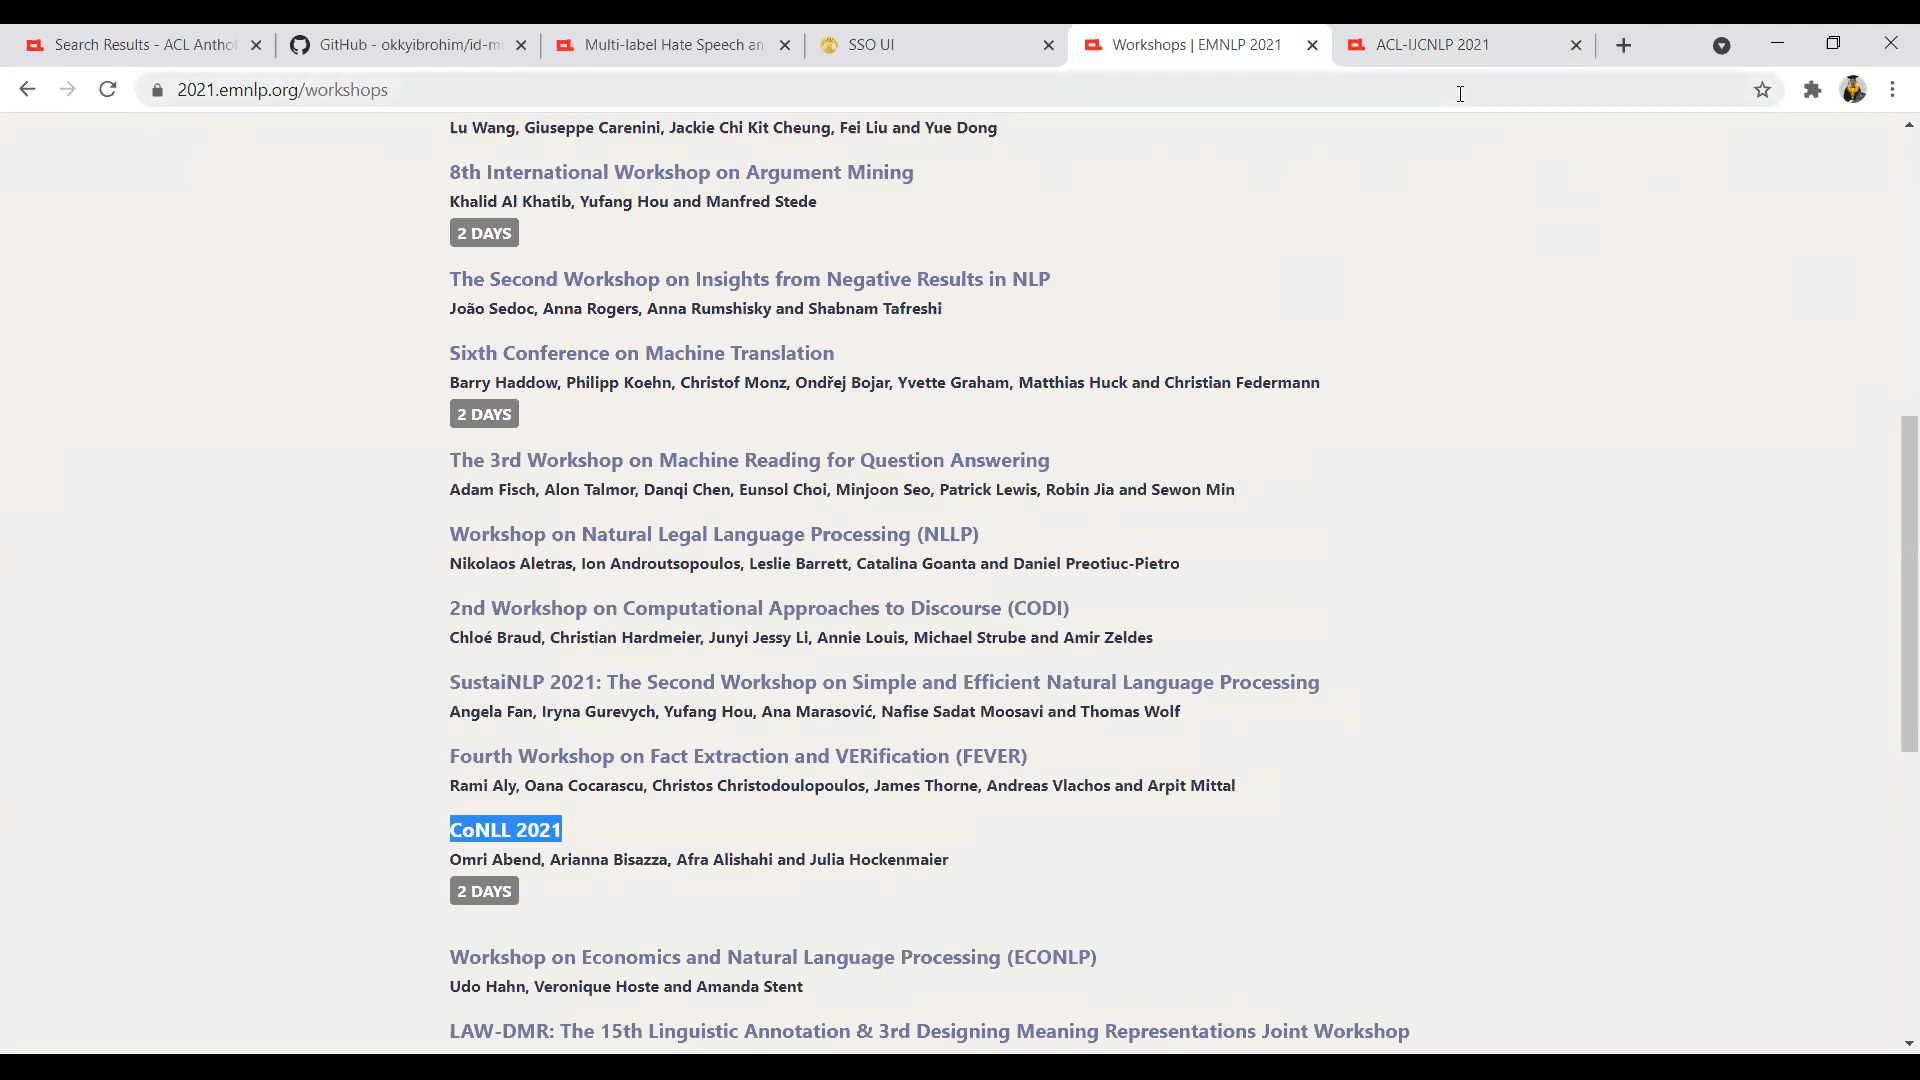 Search Results - ACL Anthol
GitHub - okkyibrohim/id-m
Multi-label Hate Speech an
SSO UI
Workshops | EMNLP 2021
ACL-IJCNLP 2021
2021.emnlp.org/workshops
Lu Wang, Giuseppe Carenini, Jackie Chi Kit Cheung, Fei Liu and Yue Dong
8th International Workshop on Argument Mining
Khalid Al Khatib, Yufang Hou and Manfred Stede
2 DAYS
The Second Workshop on Insights from Negative Results in NLP
João Sedoc, Anna Rogers, Anna Rumshisky and Shabnam Tafreshi
Sixth Conference on Machine Translation
Barry Haddow, Philipp Koehn, Christof Monz, Ondřej Bojar, Yvette Graham, Matthias Huck and Christian Federmann
2 DAYS
The 3rd Workshop on Machine Reading for Question Answering
Adam Fisch, Alon Talmor, Danqi Chen, Eunsol Choi, Minjoon Seo, Patrick Lewis, Robin Jia and Sewon Min
Workshop on Natural Legal Language Processing (NLLP)
Nikolaos Aletras, Ion Androutsopoulos, Leslie Barrett, Catalina Goanta and Daniel Preotiuc-Pietro
2nd Workshop on Computational Approaches to Discourse (CODI)
Chloé Braud, Christian Hardmeier, Junyi Jessy Li, Annie Louis, Michael Strube and Amir Zeldes
SustaiNLP 2021: The Second Workshop on Simple and Efficient Natural Language Processing
Angela Fan, Iryna Gurevych, Yufang Hou, Ana Marasović, Nafise Sadat Moosavi and Thomas Wolf
Fourth Workshop on Fact Extraction and VERification (FEVER)
Rami Aly, Oana Cocarascu, Christos Christodoulopoulos, James Thorne, Andreas Vlachos and Arpit Mittal
CoNLL 2021
Omri Abend, Arianna Bisazza, Afra Alishahi and Julia Hockenmaier
2 DAYS
Workshop on Economics and Natural Language Processing (ECONLP)
Udo Hahn, Veronique Hoste and Amanda Stent
LAW-DMR: The 15th Linguistic Annotation & 3rd Designing Meaning Representations Joint Workshop